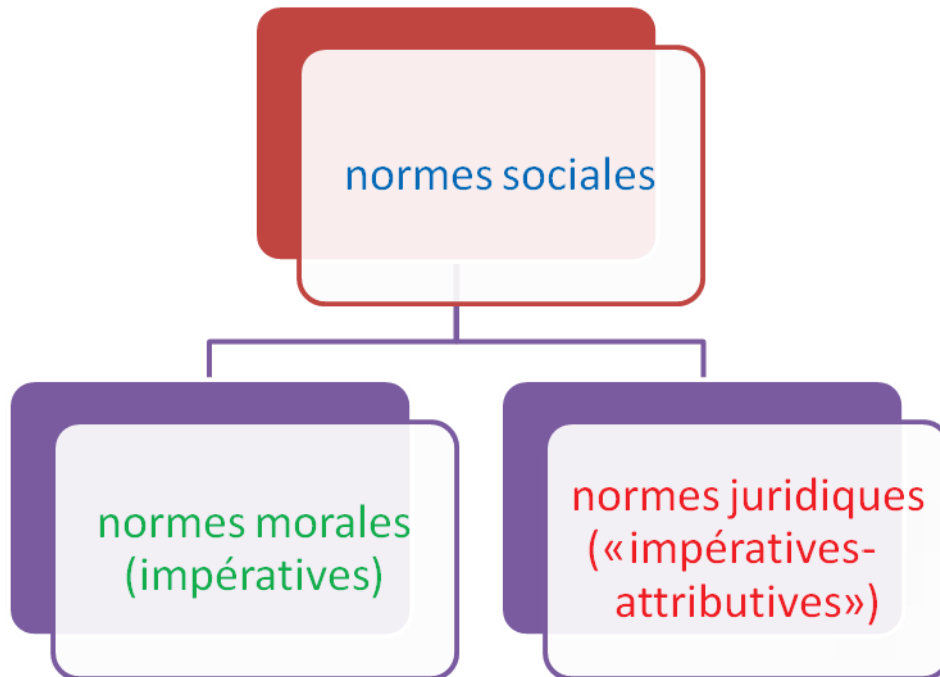 normes sociales
normes morales
(impératives)
normes juridiques
(« impératives-
attributives»)